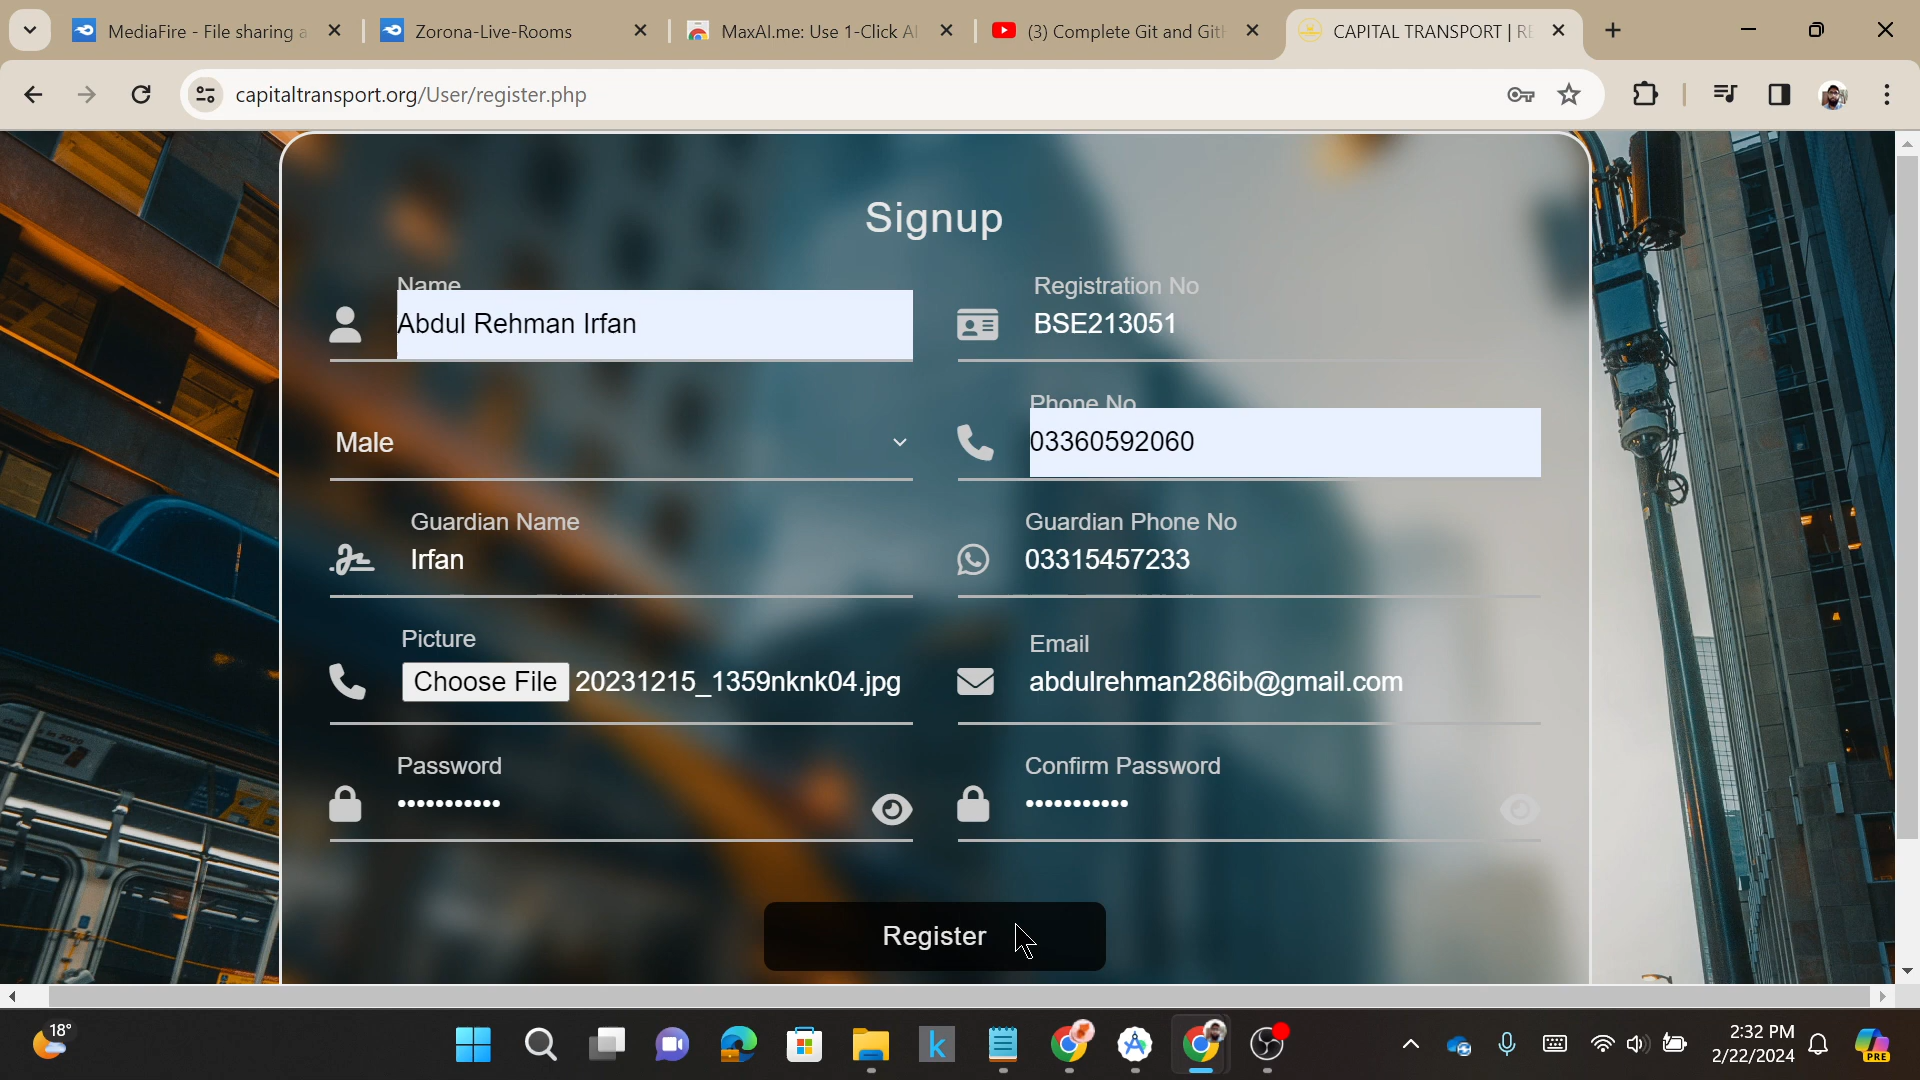 MediaFire - File sharing a
Zorona-Live-Rooms
MaxAI.me: Use 1-Click AI
(3) Complete Git and Git
CAPITAL TRANSPORT | RE
capitaltransport.org/User/register.php
Signup
Name
Abdul Rehman Irfan
Registration No
BSE213051
Male
Phone No
03360592060
Guardian Name
Irfan
Guardian Phone No
03315457233
Picture
Choose File 20231215_1359nknk04.jpg
Email
abdulrehman286ib@gmail.com
Password
•••••••••••
Confirm Password
•••••••••••
Register
18°
k
PRE
2:32 PM
2/22/2024